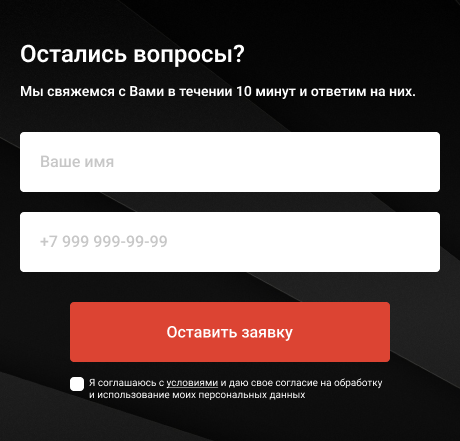 Остались вопросы?
Мы свяжемся с Вами в течении 10 минут и ответим на них.
Ваше имя
+7 999 999-99-99
Оставить заявку
Я соглашаюсь с условиями и даю свое согласие на обработку
и использование моих персональных данных